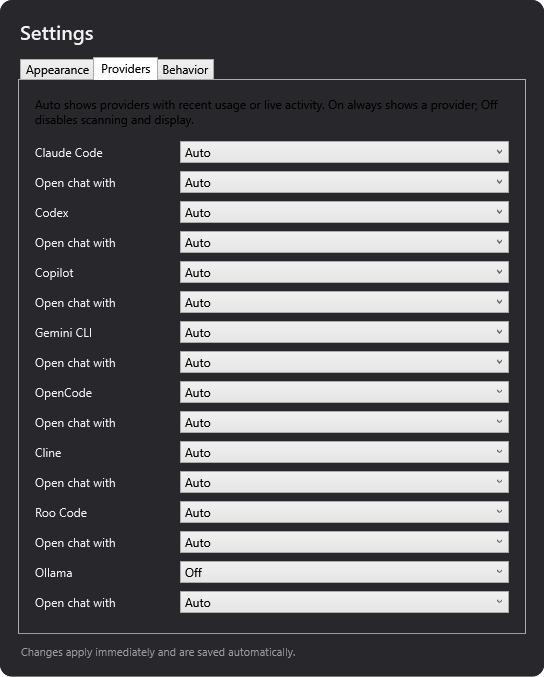 Settings
Appearance Providers Behavior
Auto shows providers with recent usage or live activity. On always shows a provider; Off
disables scanning and display.
Claude Code Auto
Open chat with Auto
Codex Auto
Open chat with Auto
Copilot Auto
Open chat with Auto
Gemini CLI Auto
Open chat with Auto
OpenCode Auto
Open chat with Auto
Cline Auto
Open chat with Auto
Roo Code Auto
Open chat with Auto
Ollama Off
Open chat with Auto
Changes apply immediately and are saved automatically.